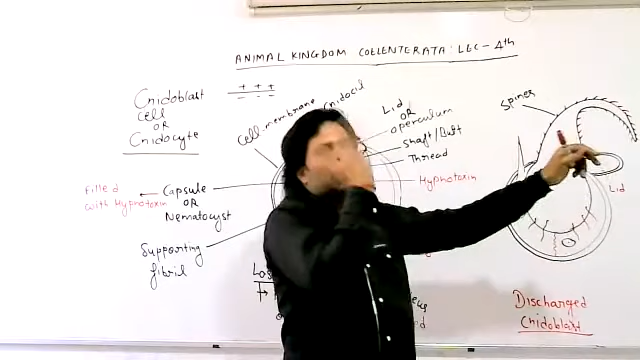 ANIMAL KINGDOM COELENTERATA: LEC - 4th
Cnidoblast
cell
OR
Cnidocyte
+ + +
- - -
Cell-membrane
Cnidocil
Lid
OR
operculum
Shaft/Butt
Thread
Hypnotoxin
Filled
with Hypnotoxin
Capsule
OR
Nematocyst
Supporting
fibril
Spines
Lid
Discharged
Cnidoblast